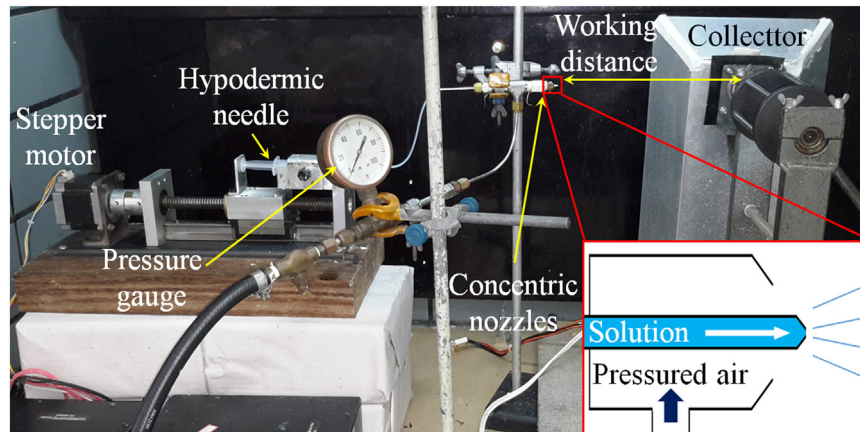 Working
distance
Collecttor
Hypodermic
needle
Stepper
motor
Pressure
gauge
Concentric
nozzles
Solution
Pressured air